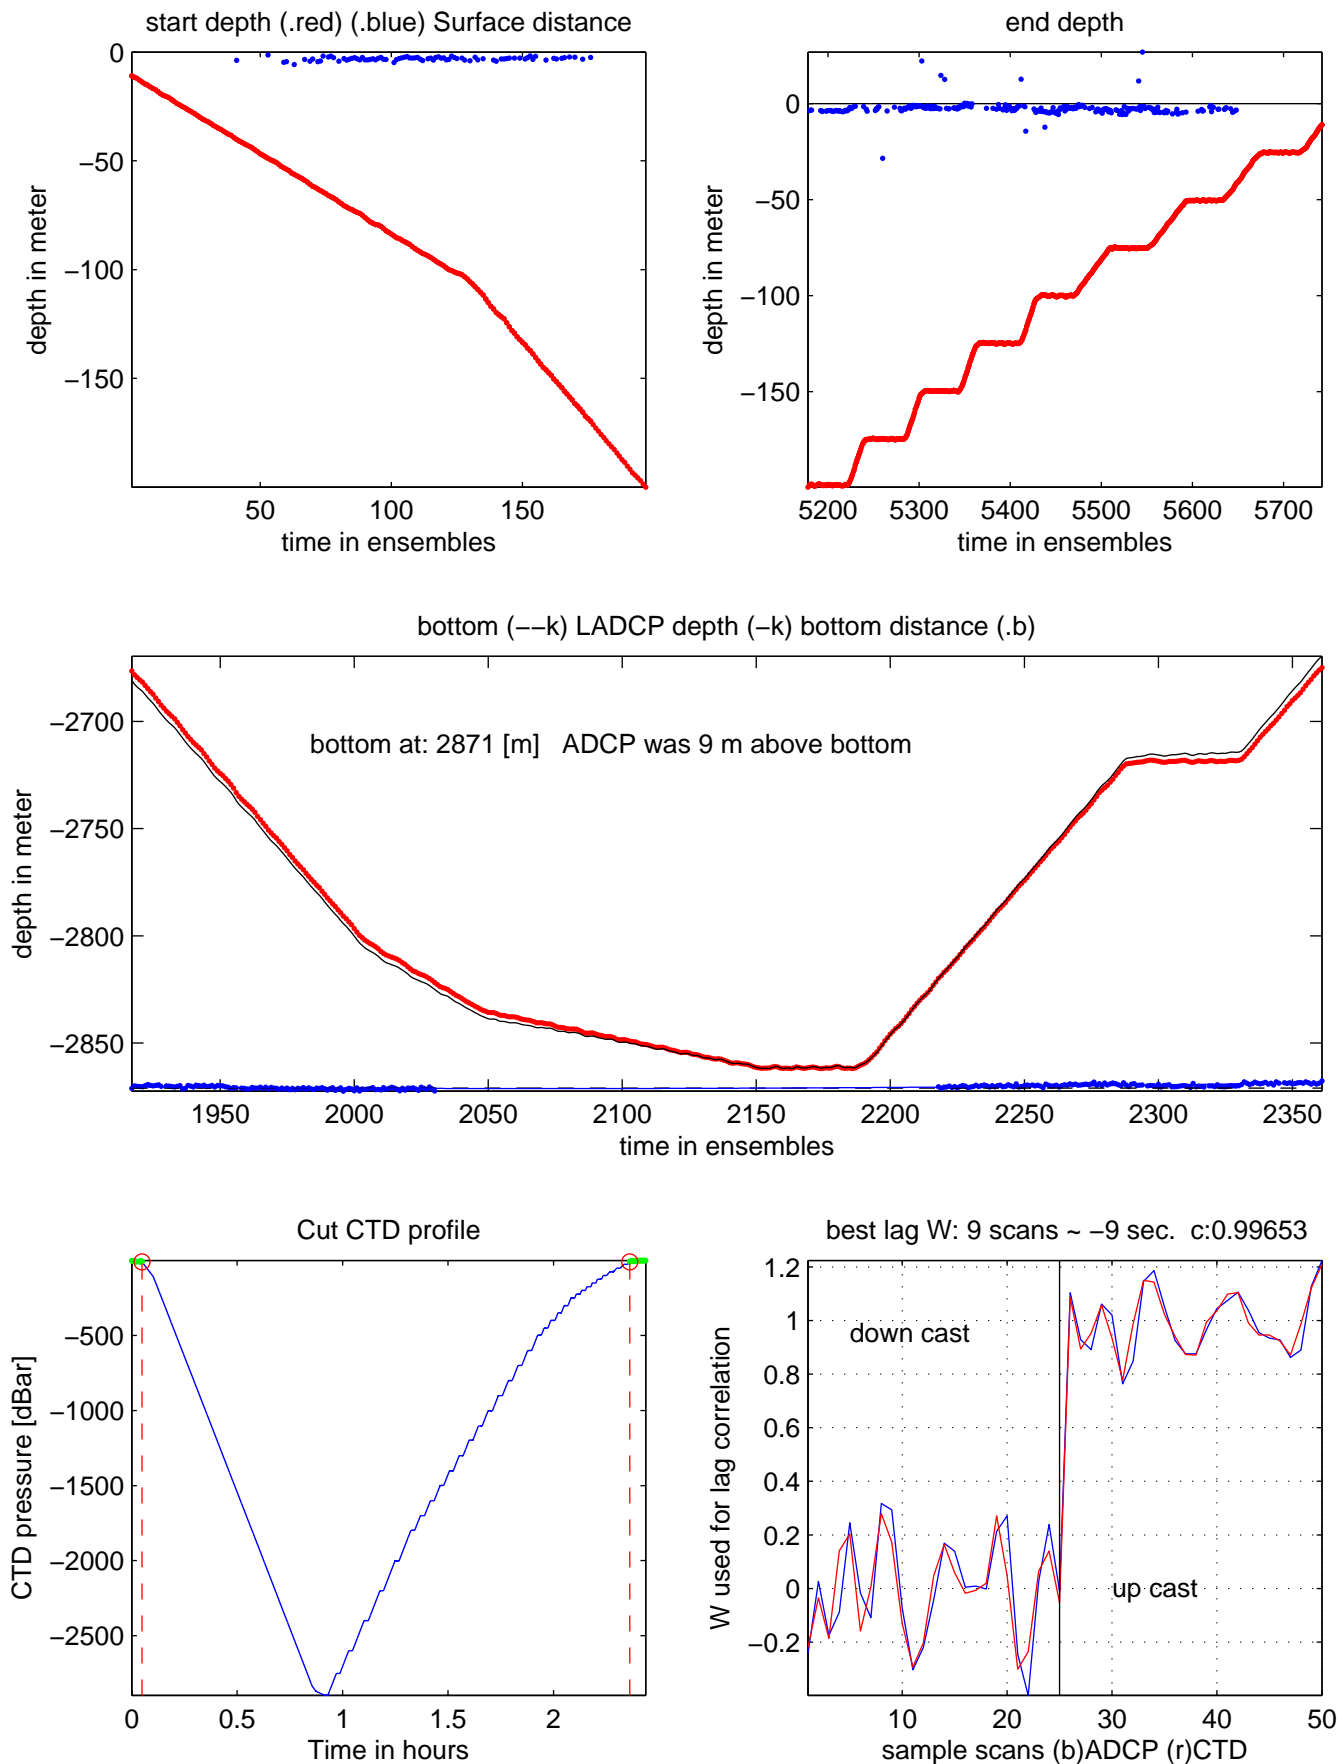 start depth (.red) (.blue) Surface distance
0
−50
−100
−150
depth in meter
50 100 150
time in ensembles
end depth
0
−50
−100
−150
depth in meter
5200 5300 5400 5500 5600 5700
time in ensembles
bottom (−−k) LADCP depth (−k) bottom distance (.b)
−2700
−2750
−2800
−2850
depth in meter
bottom at: 2871 [m] ADCP was 9 m above bottom
1950 2000 2050 2100 2150 2200 2250 2300 2350
time in ensembles
Cut CTD profile
−500
−1000
−1500
−2000
−2500
CTD pressure [dBar]
0 0.5 1 1.5 2
Time in hours
best lag W: 9 scans ~ −9 sec. c:0.99653
1.2
1
0.8
0.6
0.4
0.2
0
−0.2
W used for lag correlation
down cast
up cast
10 20 30 40 50
sample scans (b)ADCP (r)CTD